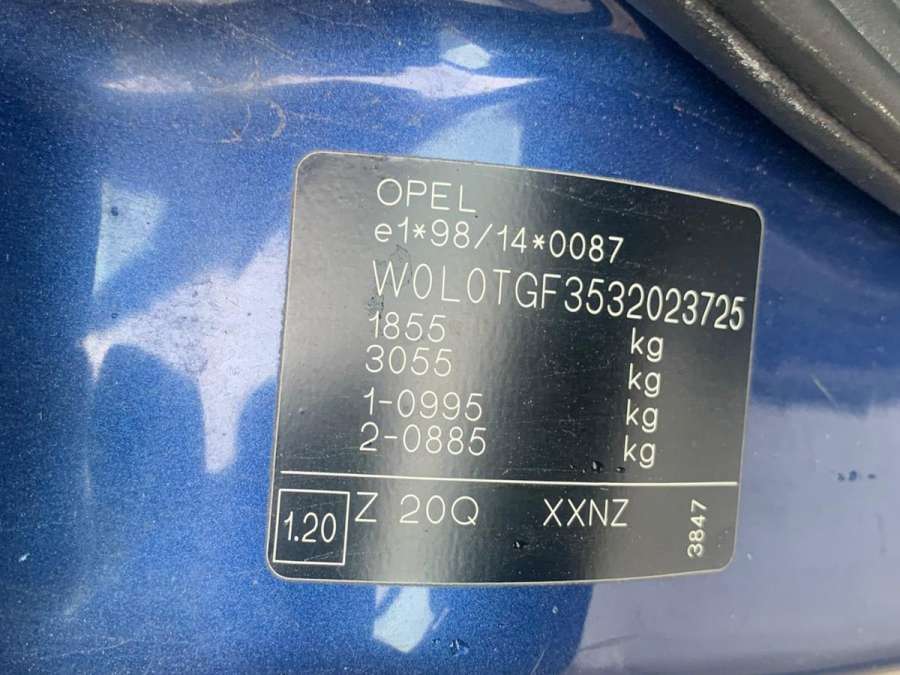 OPEL
e1*98/14*0087
W0L0TGF3532023725
1855 kg
3055 kg
1-0995 kg
2-0885 kg
1.20 Z 20Q XXNZ 3847